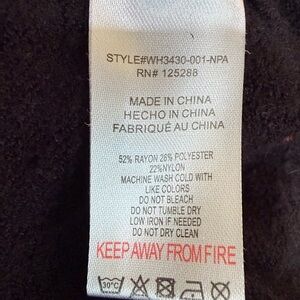 STYLE#WH3430-001-NPA
RN# 125288
MADE IN CHINA
HECHO IN CHINA
FABRIQUÉ AU CHINA
52% RAYON 26% POLYESTER
22%NYLON
MACHINE WASH COLD WITH
LIKE COLORS
DO NOT BLEACH
DO NOT TUMBLE DRY
LOW IRON IF NEEDED
DO NOT DRY CLEAN
KEEP AWAY FROM FIRE
30°C